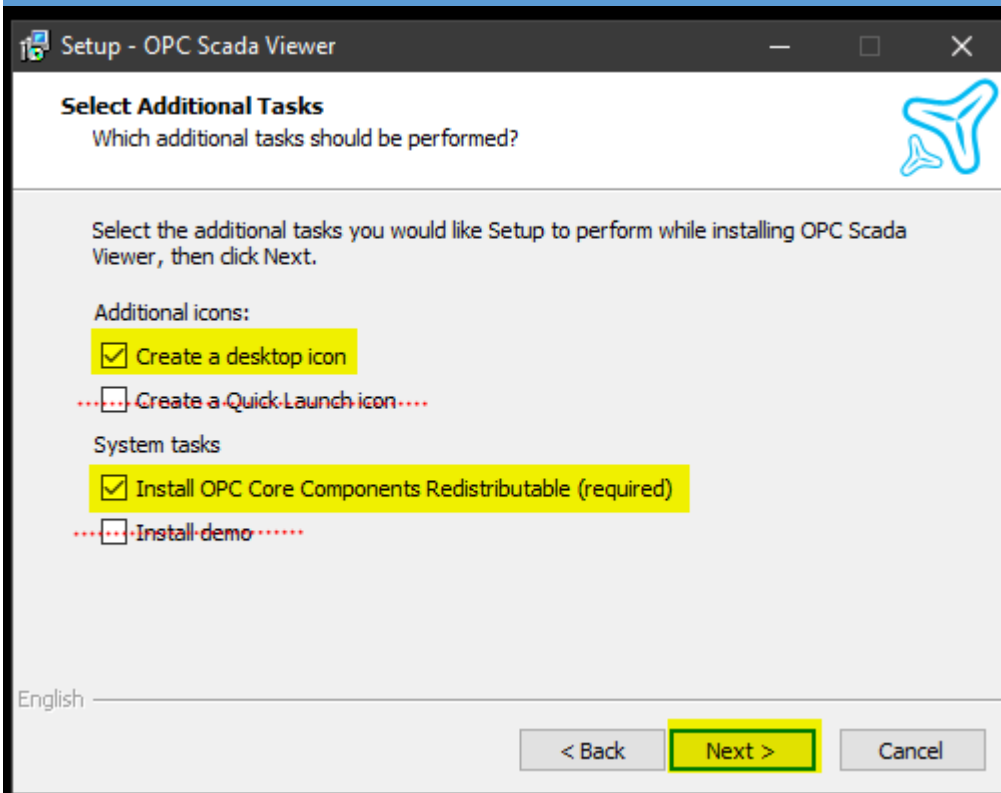 Setup - OPC Scada Viewer
Select Additional Tasks
Which additional tasks should be performed?
Select the additional tasks you would like Setup to perform while installing OPC Scada
Viewer, then click Next.
Additional icons:
Create a desktop icon
Create a Quick Launch icon
System tasks
Install OPC Core Components Redistributable (required)
Install demo
English
< Back Next > Cancel